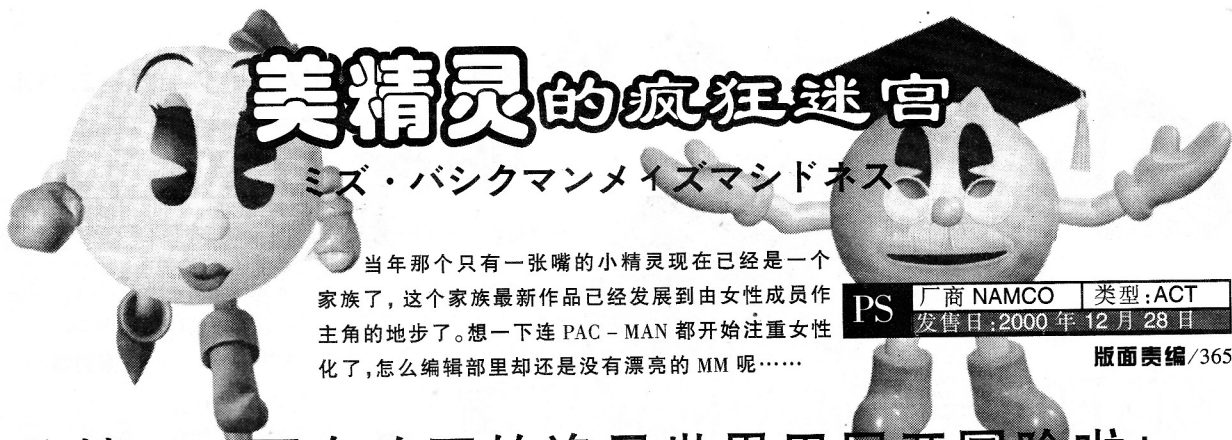 美精灵的疯狂迷宫
ミズ・バシクマンメイズマシドネス
当年那个只有一张嘴的小精灵现在已经是一个
家族了,这个家族最新作品已经发展到由女性成员作
主角的地步了。想一下连 PAC-MAN 都开始注重女性
化了,怎么编辑部里却还是没有漂亮的 MM 呢……
PS
厂商 NAMCO 类型:ACT
发售日:2000 年 12 月 28 日
版面责编/365